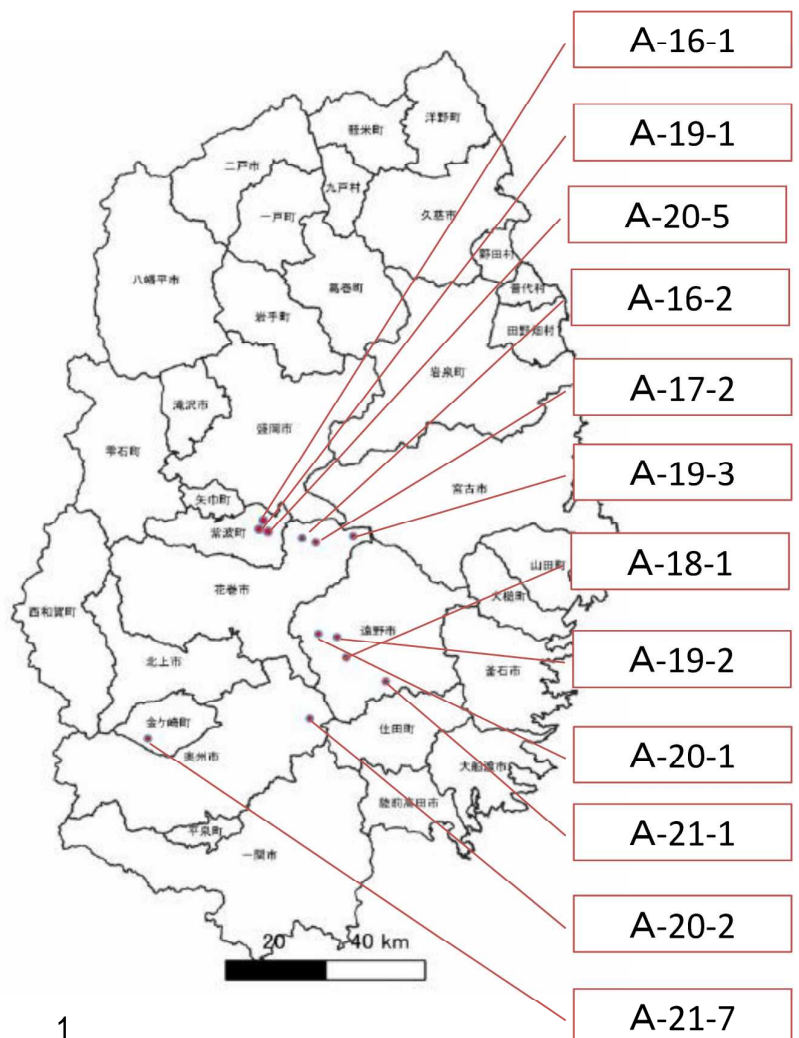 A-16-1
A-19-1
A-20-5
A-16-2
A-17-2
A-19-3
A-18-1
A-19-2
A-20-1
A-21-1
A-20-2
A-21-7
洋野町
軽米町
二戸市
九戸村
一戸町
久慈市
野田村
八幡平市
葛巻町
普代村
岩手町
田野畑村
岩泉町
滝沢市
盛岡市
雫石町
宮古市
矢巾町
紫波町
山田町
花巻市
大槌町
西和賀町
遠野市
北上市
釜石市
金ケ崎町
住田町
奥州市
大船渡市
陸前高田市
平泉町
一関市
20 40 km
1